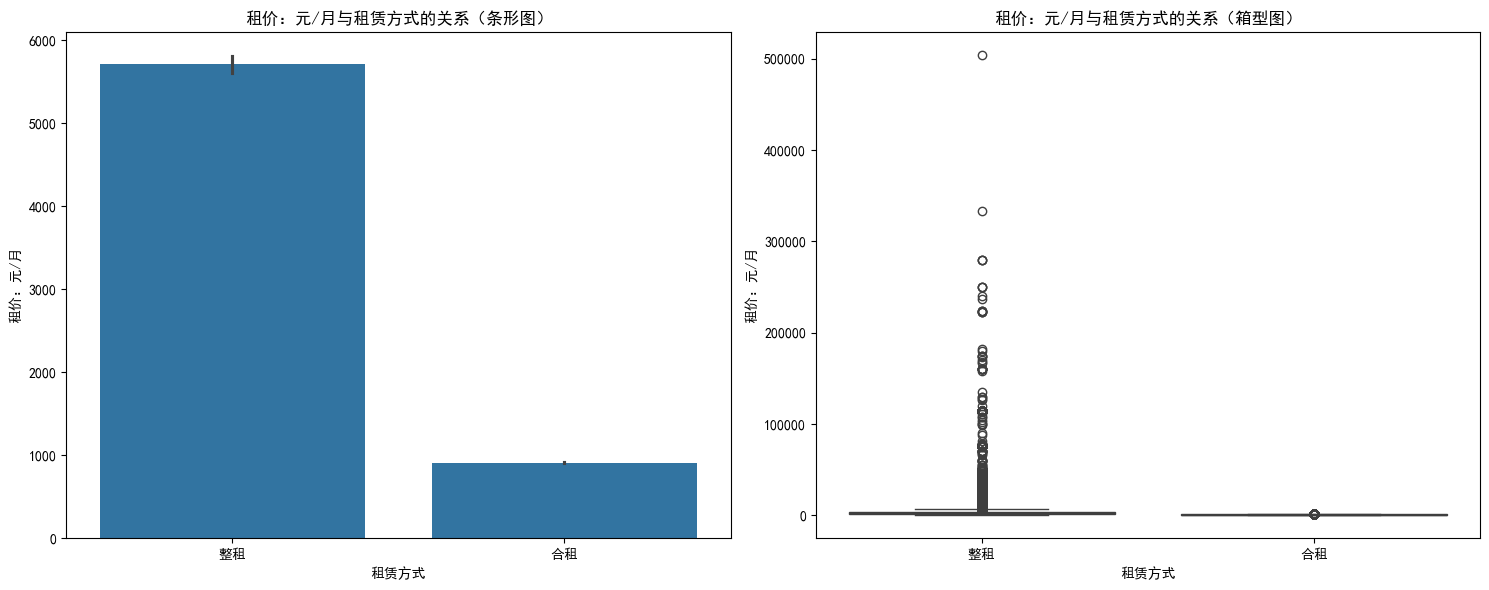 租价：元/月与租赁方式的关系（条形图）
6000
5000
4000
3000
2000
1000
0
租价：元/月
整租
合租
租赁方式
租价：元/月与租赁方式的关系（箱型图）
500000
400000
300000
200000
100000
0
租价：元/月
整租
合租
租赁方式